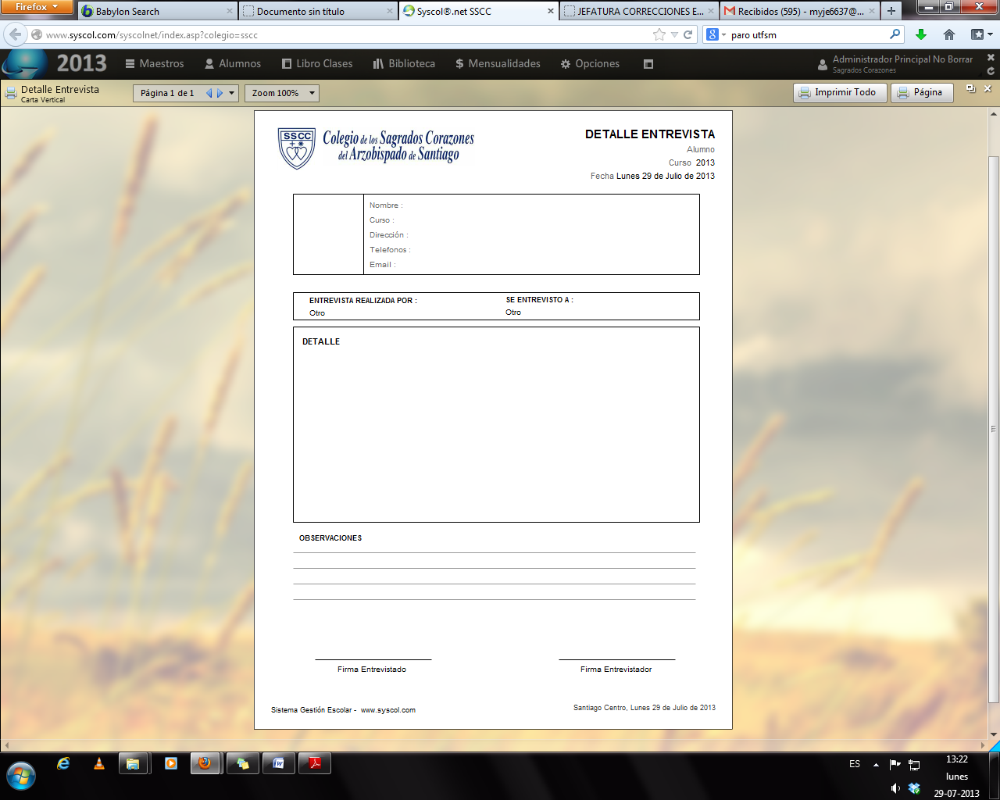 Firefox
Babylon Search
Documento sin título
Syscol®.net SSCC
JEFATURA CORRECCIONES E...
Recibidos (595) - myje6637@...
www.syscol.com/syscolnet/index.asp?colegio=sscc
paro utfsm
2013
Maestros
Alumnos
Libro Clases
Biblioteca
Mensualidades
Opciones
Administrador Principal No Borrar
Sagrados Corazones
Detalle Entrevista
Carta Vertical
Página 1 de 1
Zoom 100%
Imprimir Todo
Página
SSCC
Colegio de los Sagrados Corazones
del Arzobispado de Santiago
DETALLE ENTREVISTA
Alumno
Curso 2013
Fecha Lunes 29 de Julio de 2013
Nombre :
Curso :
Dirección :
Telefonos :
Email :
ENTREVISTA REALIZADA POR :
Otro
SE ENTREVISTO A :
Otro
DETALLE
OBSERVACIONES
Firma Entrevistado
Firma Entrevistador
Sistema Gestión Escolar - www.syscol.com
Santiago Centro, Lunes 29 de Julio de 2013
ES
13:22
lunes
29-07-2013